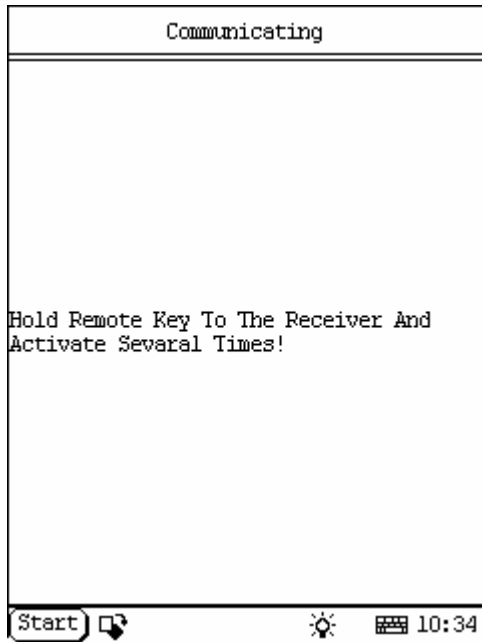 Communicating
Hold Remote Key To The Receiver And
Activate Sevaral Times!
Start 10:34